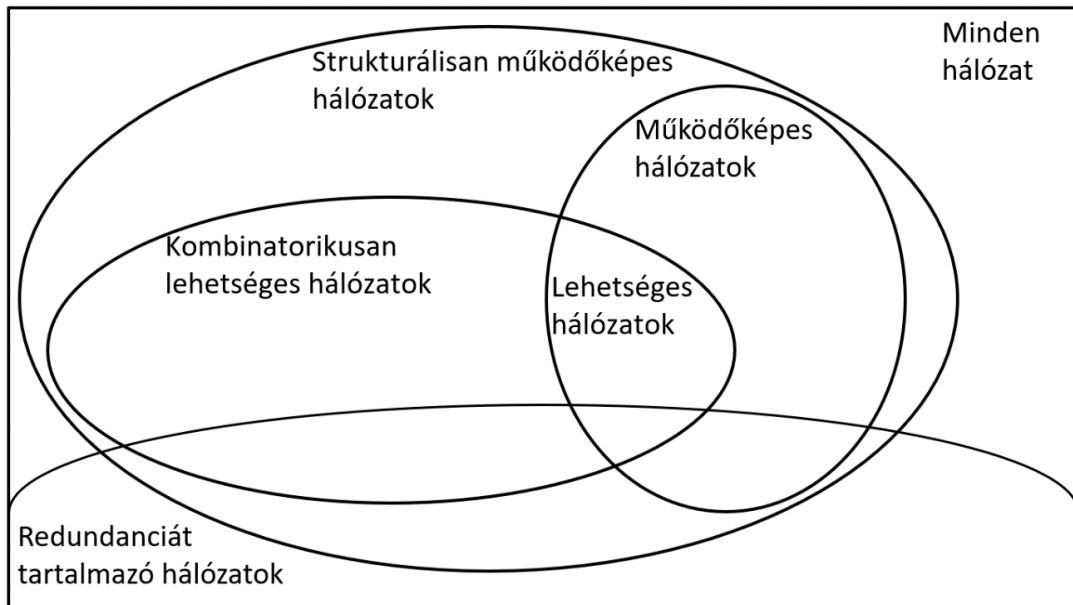 Minden
hálózat
Strukturálisan működőképes
hálózatok
Működőképes
hálózatok
Kombinatorikusan
lehetséges hálózatok
Lehetséges
hálózatok
Redundanciát
tartalmazó hálózatok